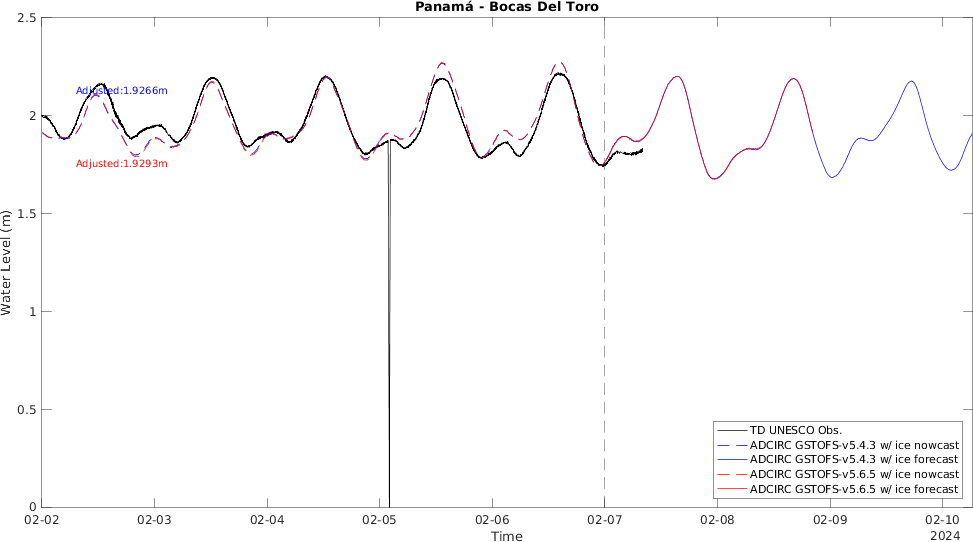 Panamá - Bocas Del Toro
2.5
2
1.5
1
0.5
0
Water Level (m)
Adjusted:1.9266m
Adjusted:1.9293m
TD UNESCO Obs.
ADCIRC GSTOFS-v5.4.3 w/ ice nowcast
ADCIRC GSTOFS-v5.4.3 w/ ice forecast
ADCIRC GSTOFS-v5.6.5 w/ ice nowcast
ADCIRC GSTOFS-v5.6.5 w/ ice forecast
02-02 02-03 02-04 02-05 02-06 02-07 02-08 02-09 02-10
Time
2024